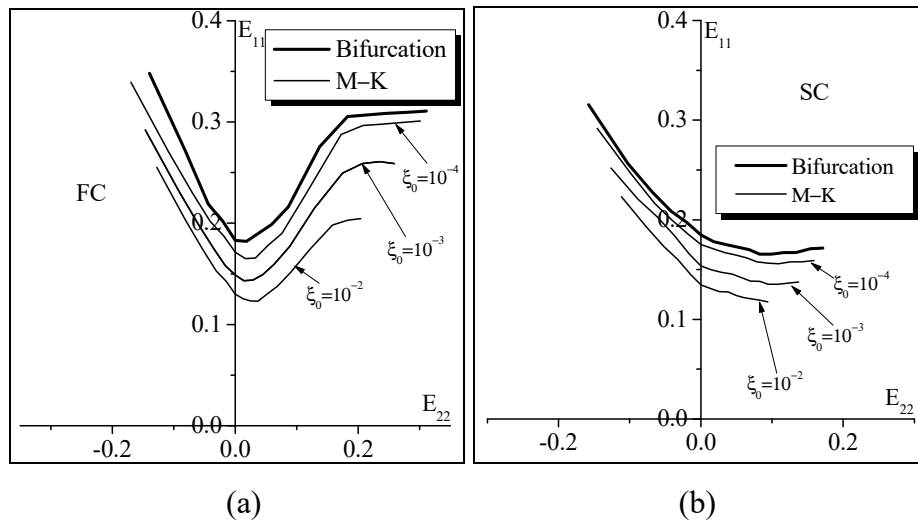 0.4
E₁₁
Bifurcation
M–K
0.3
FC
ξ₀=10⁻⁴
0.2
ξ₀=10⁻³
ξ₀=10⁻²
0.1
0.0
E₂₂
-0.2
0.0
0.2
(a)
0.4
E₁₁
SC
0.3
Bifurcation
M–K
0.2
ξ₀=10⁻⁴
0.1
ξ₀=10⁻³
ξ₀=10⁻²
0.0
E₂₂
-0.2
0.0
0.2
(b)